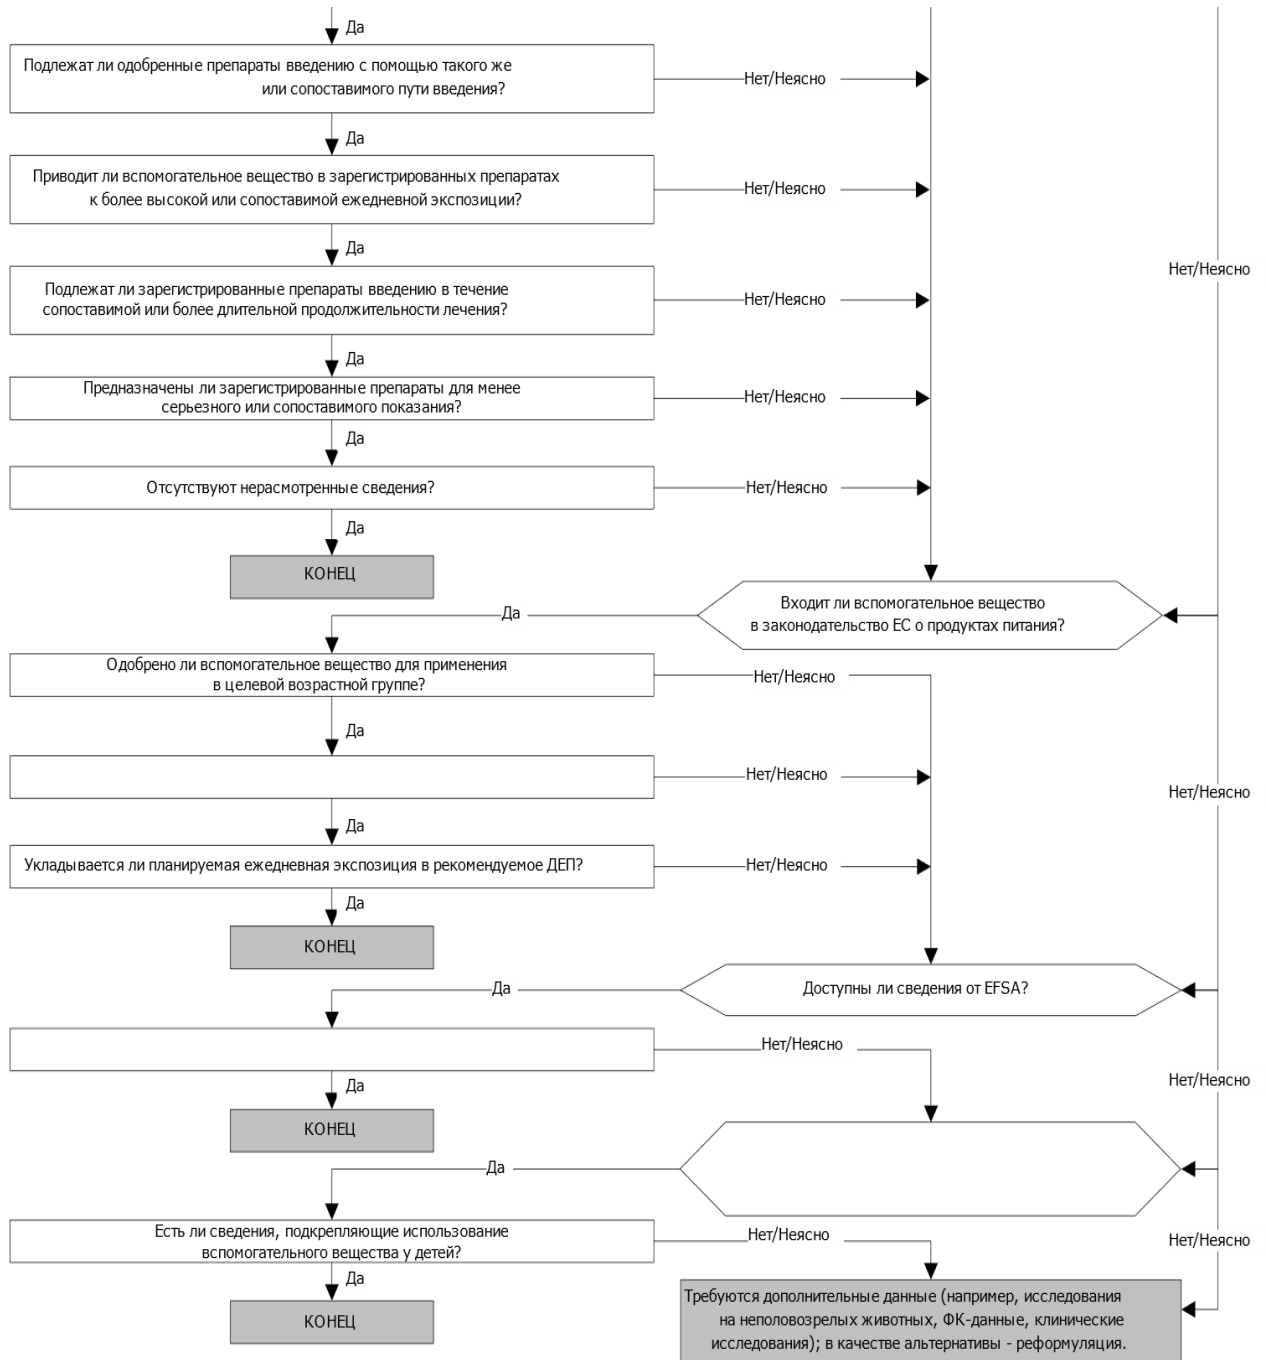 Да
Подлежат ли одобренные препараты введению с помощью такого же
или сопоставимого пути введения?
Нет/Неясно
Да
Приводит ли вспомогательное вещество в зарегистрированных препаратах
к более высокой или сопоставимой ежедневной экспозиции?
Нет/Неясно
Да
Нет/Неясно
Подлежат ли зарегистрированные препараты введению в течение
сопоставимой или более длительной продолжительности лечения?
Нет/Неясно
Да
Предназначены ли зарегистрированные препараты для менее
серьезного или сопоставимого показания?
Нет/Неясно
Да
Отсутствуют нерасмотренные сведения?
Нет/Неясно
Да
КОНЕЦ
Входит ли вспомогательное вещество
в законодательство ЕС о продуктах питания?
Да
Одобрено ли вспомогательное вещество для применения
в целевой возрастной группе?
Нет/Неясно
Да
Нет/Неясно
Нет/Неясно
Да
Укладывается ли планируемая ежедневная экспозиция в рекомендуемое ДЕП?
Нет/Неясно
Да
КОНЕЦ
Доступны ли сведения от EFSA?
Да
Нет/Неясно
Да
Нет/Неясно
КОНЕЦ
Да
Есть ли сведения, подкрепляющие использование
вспомогательного вещества у детей?
Нет/Неясно
Нет/Неясно
Да
КОНЕЦ
Требуются дополнительные данные (например, исследования
на неполовозрелых животных, ФК-данные, клинические
исследования); в качестве альтернативы - реформуляция.